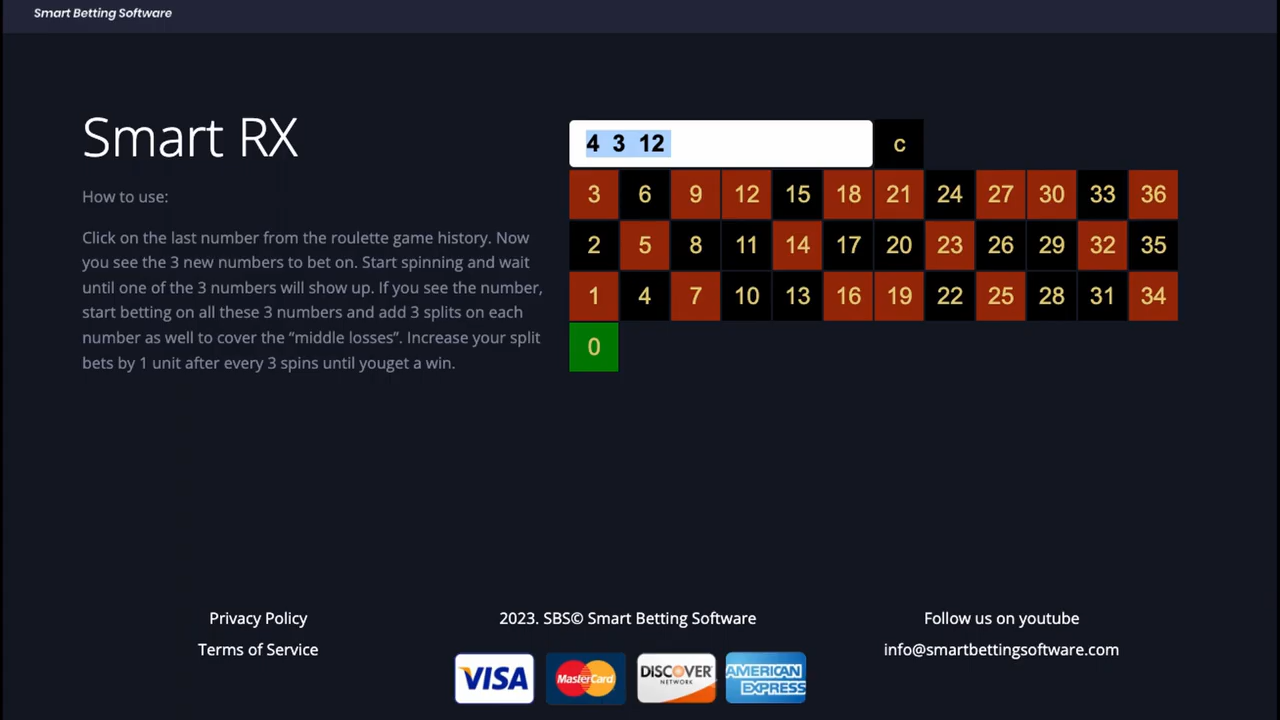 Smart Betting Software
Smart RX
How to use:
Click on the last number from the roulette game history. Now
you see the 3 new numbers to bet on. Start spinning and wait
until one of the 3 numbers will show up. If you see the number,
start betting on all these 3 numbers and add 3 splits on each
number as well to cover the “middle losses”. Increase your split
bets by 1 unit after every 3 spins until youget a win.
4 3 12 c
3 6 9 12 15 18 21 24 27 30 33 36
2 5 8 11 14 17 20 23 26 29 32 35
1 4 7 10 13 16 19 22 25 28 31 34
0
Privacy Policy
Terms of Service
2023. SBS© Smart Betting Software
VISA MasterCard DISCOVER NETWORK AMERICAN EXPRESS
Follow us on youtube
info@smartbettingsoftware.com